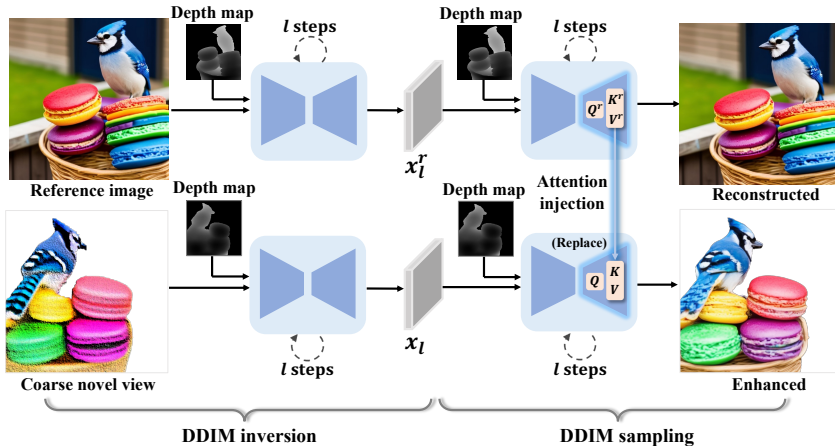 Depth map
l steps
Depth map
l steps
Q^r
K^r
V^r
x_l^r
Reference image
Reconstructed
Depth map
Depth map
Attention
injection
(Replace)
Q
K
V
x_l
l steps
l steps
Coarse novel view
Enhanced
DDIM inversion
DDIM sampling